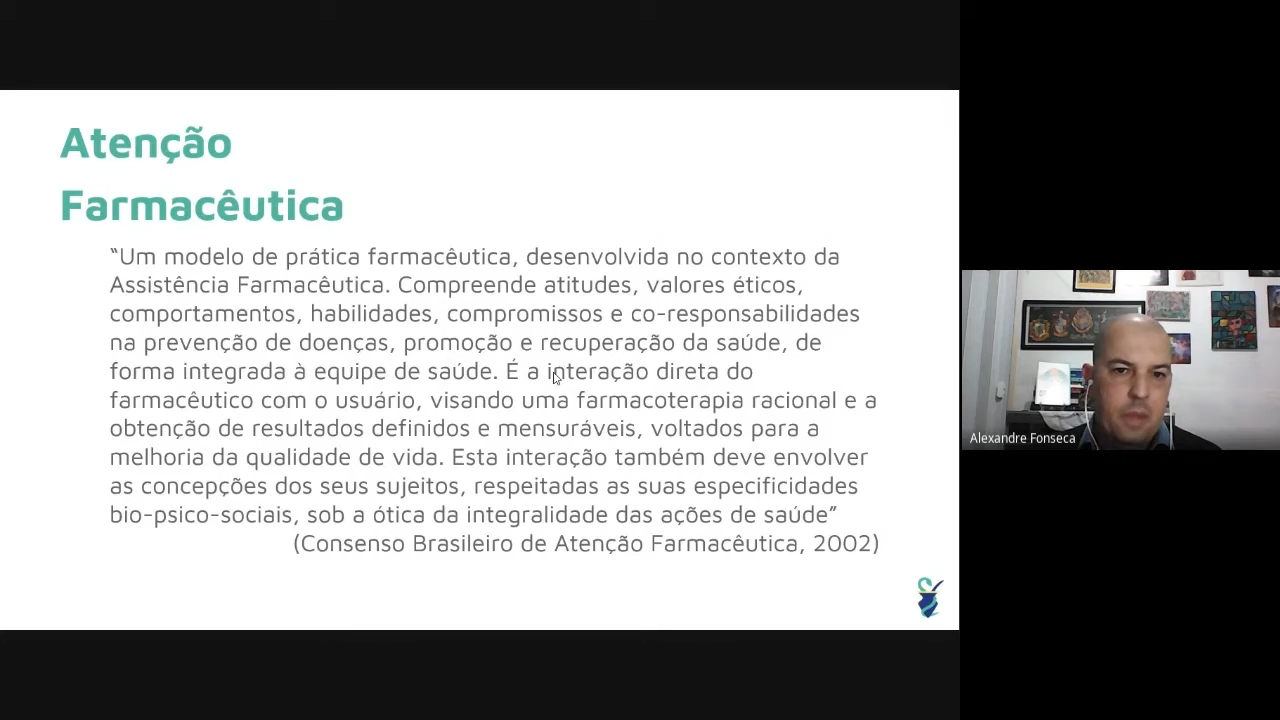 Atenção
Farmacêutica
“Um modelo de prática farmacêutica, desenvolvida no contexto da
Assistência Farmacêutica. Compreende atitudes, valores éticos,
comportamentos, habilidades, compromissos e co-responsabilidades
na prevenção de doenças, promoção e recuperação da saúde, de
forma integrada à equipe de saúde. É a interação direta do
farmacêutico com o usuário, visando uma farmacoterapia racional e a
obtenção de resultados definidos e mensuráveis, voltados para a
melhoria da qualidade de vida. Esta interação também deve envolver
as concepções dos seus sujeitos, respeitadas as suas especificidades
bio-psico-sociais, sob a ótica da integralidade das ações de saúde”
(Consenso Brasileiro de Atenção Farmacêutica, 2002)
Alexandre Fonseca